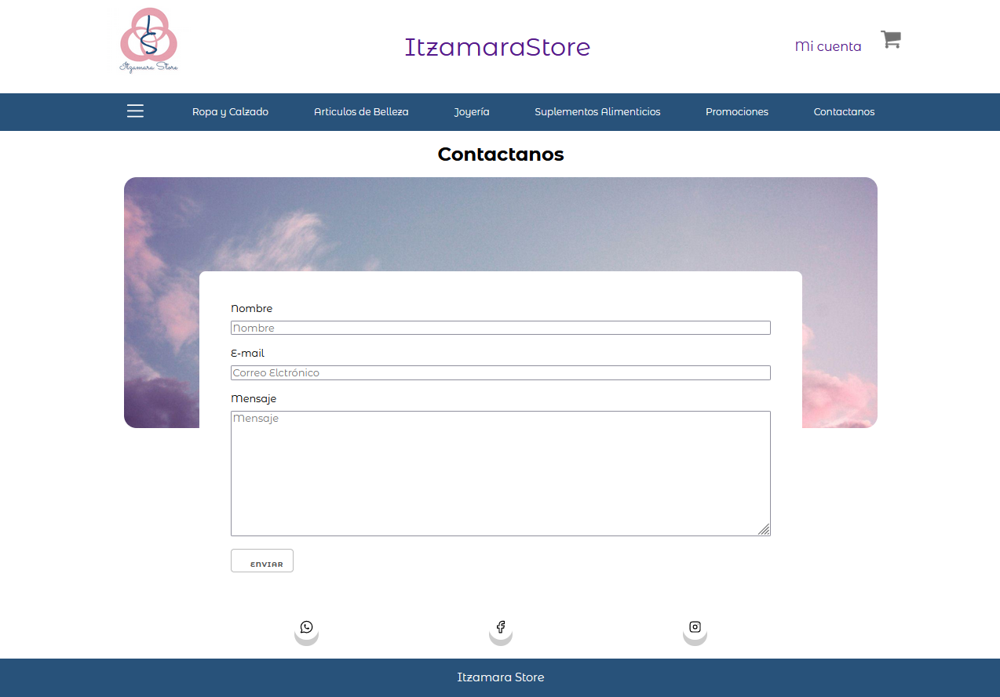 LS
Itzamara Store
ItzamaraStore
Mi cuenta
Ropa y Calzado
Articulos de Belleza
Joyería
Suplementos Alimenticios
Promociones
Contactanos
Contactanos
Nombre
Nombre
E-mail
Correo Elctrónico
Mensaje
Mensaje
ENVIAR
Itzamara Store